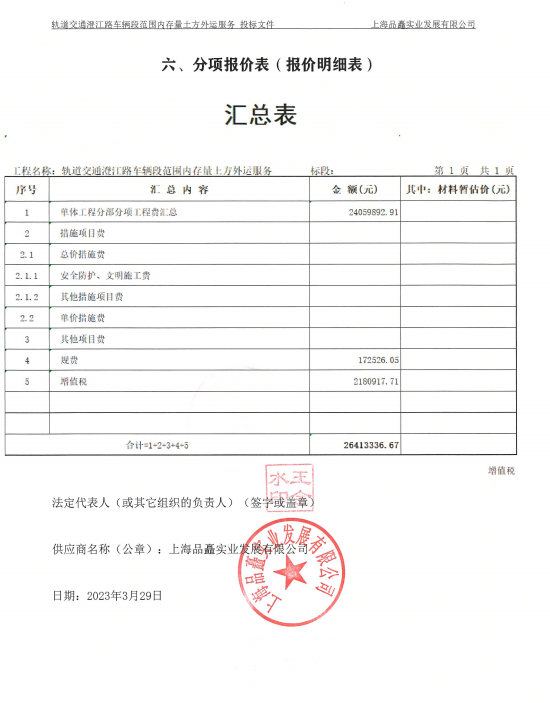 轨道交通澄江路车辆段范围内存量土方外运服务 投标文件 上海品矗实业发展有限公司
六、分项报价表（报价明细表）
汇总表
工程名称：轨道交通澄江路车辆段范围内存量土方外运服务 标段： 第 1 页 共 1 页
序号 汇 总 内 容 金 额(元) 其中：材料暂估价(元)
1 单体工程分部分项工程费汇总 24059892.91
2 措施项目费
2.1 总价措施费
2.1.1 安全防护、文明施工费
2.1.2 其他措施项目费
2.2 单价措施费
3 其他项目费
4 规费 172526.05
5 增值税 2180917.71
合计=1+2+3+4+5 26413336.67
增值税
法定代表人（或其它组织的负责人）（签字或盖章）
供应商名称（公章）：上海品矗实业发展有限公司
日期：2023年3月29日
上海品矗实业发展有限公司